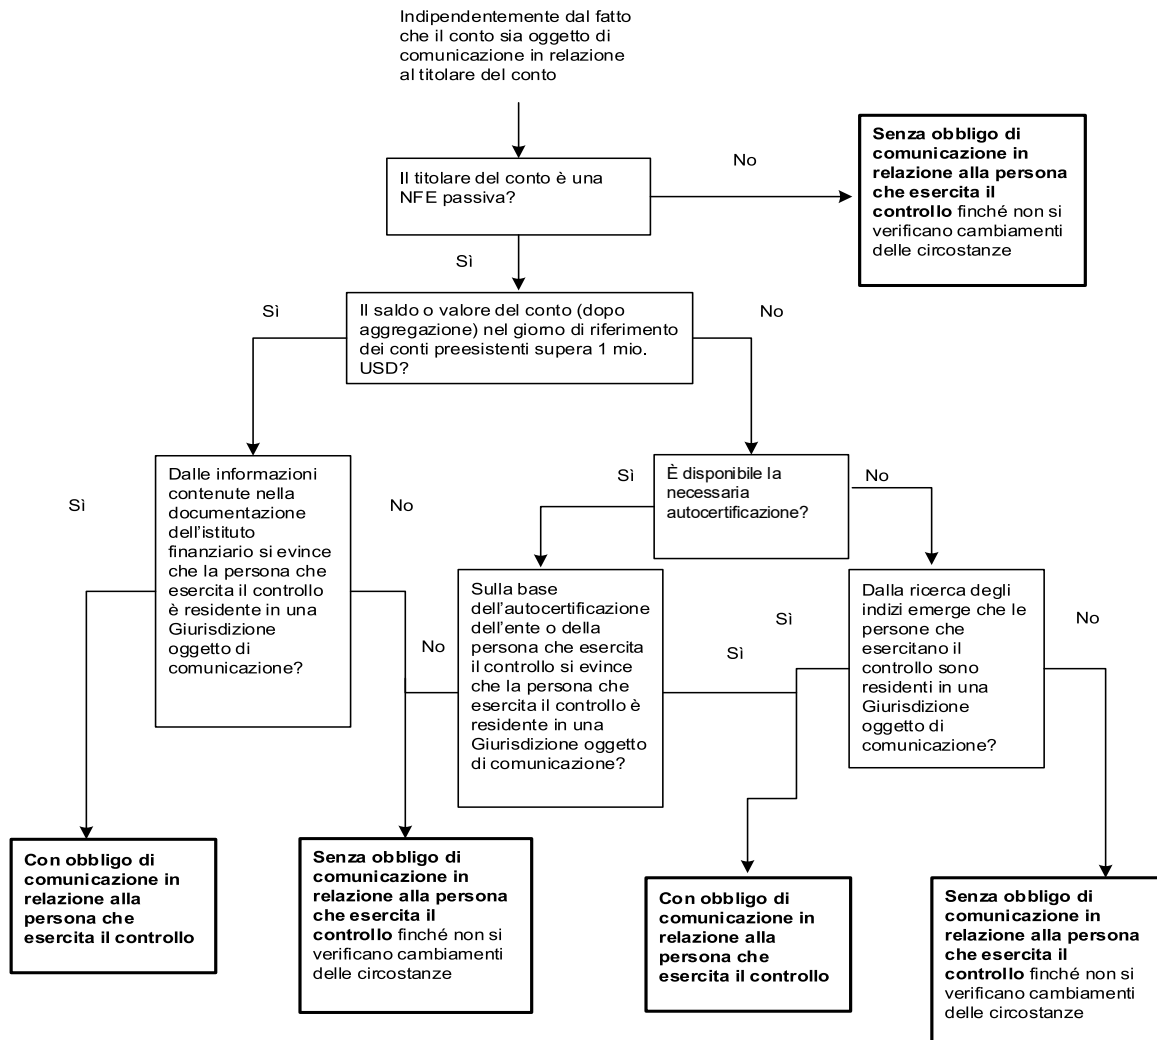 Indipendentemente dal fatto
che il conto sia oggetto di
comunicazione in relazione
al titolare del conto
Il titolare del conto è una
NFE passiva?
No
Senza obbligo di
comunicazione in
relazione alla persona
che esercita il
controllo finché non si
verificano cambiamenti
delle circostanze
Sì
Il saldo o valore del conto (dopo
aggregazione) nel giorno di riferimento
dei conti preesistenti supera 1 mio.
USD?
Sì
No
Dalle informazioni
contenute nella
documentazione
dell'istituto
finanziario si evince
che la persona che
esercita il controllo
è residente in una
Giurisdizione
oggetto di
comunicazione?
Sì
No
È disponibile la
necessaria
autocertificazione?
Sì
No
Sulla base
dell'autocertificazione
dell'ente o della
persona che esercita
il controllo si evince
che la persona che
esercita il controllo è
residente in una
Giurisdizione oggetto
di comunicazione?
No
Sì
Dalla ricerca degli
indizi emerge che le
persone che
esercitano il
controllo sono
residenti in una
Giurisdizione
oggetto di
comunicazione?
Sì
No
Con obbligo di
comunicazione in
relazione alla
persona che
esercita il controllo
Senza obbligo di
comunicazione in
relazione alla persona
che esercita il
controllo finché non si
verificano cambiamenti
delle circostanze
Con obbligo di
comunicazione in
relazione alla
persona che
esercita il controllo
Senza obbligo di
comunicazione in
relazione alla persona
che esercita il
controllo finché non si
verificano cambiamenti
delle circostanze